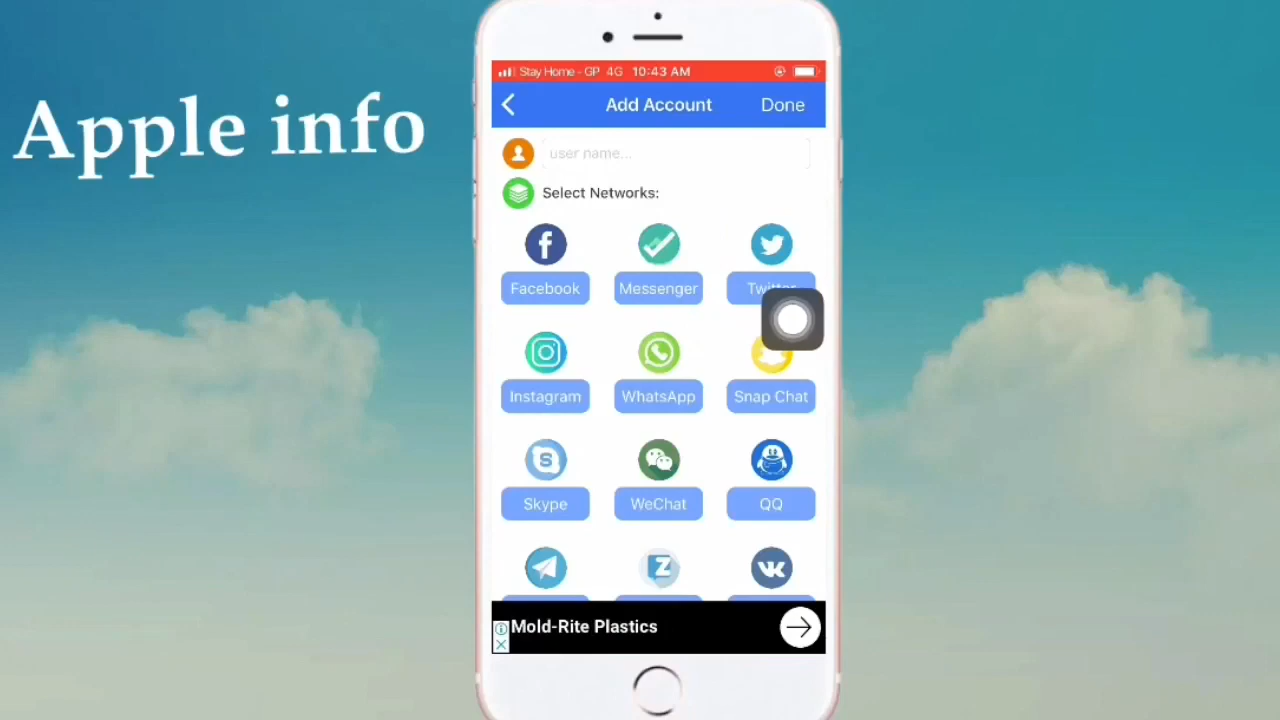 Apple info
Stay Home - GP 4G 10:43 AM
Add Account Done
user name...
Select Networks:
Facebook Messenger Twitter
Instagram WhatsApp Snap Chat
Skype WeChat QQ
Mold-Rite Plastics